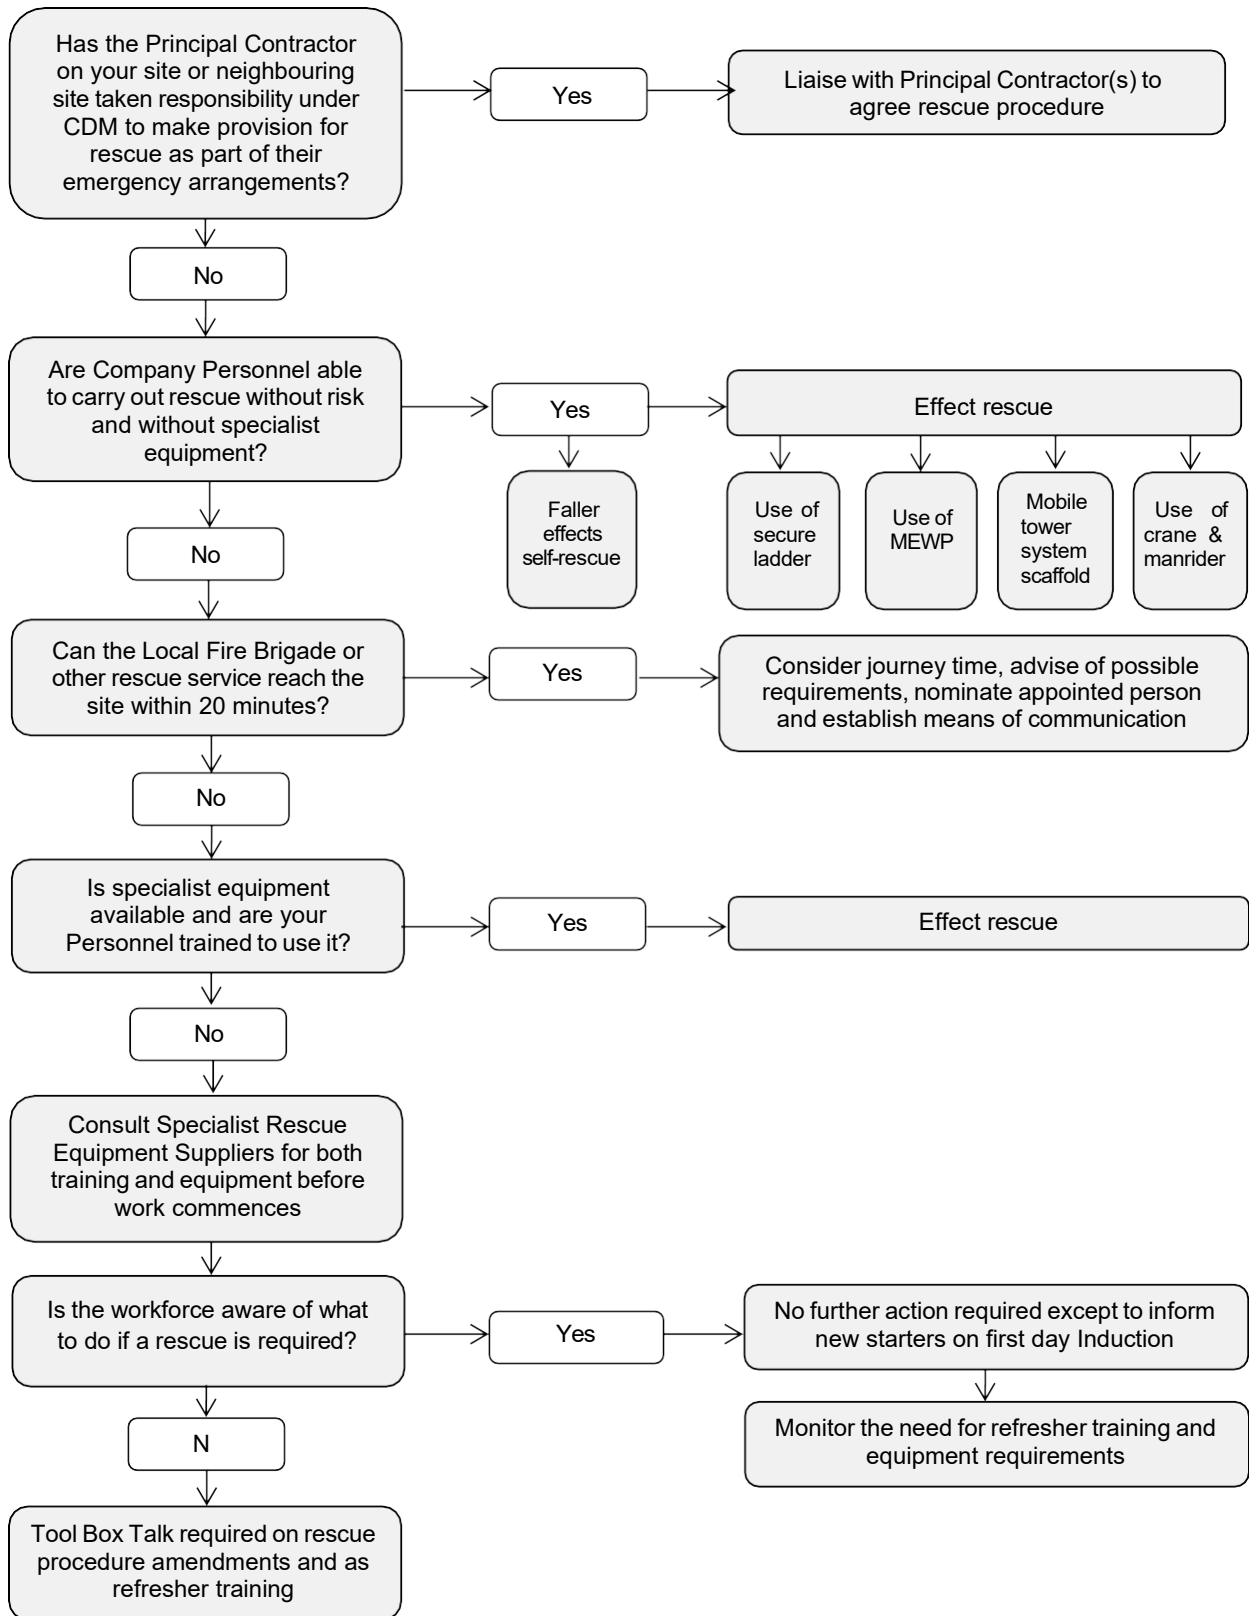 Has the Principal Contractor
on your site or neighbouring
site taken responsibility under
CDM to make provision for
rescue as part of their
emergency arrangements?
Yes
Liaise with Principal Contractor(s) to
agree rescue procedure
No
Are Company Personnel able
to carry out rescue without risk
and without specialist
equipment?
Yes
Effect rescue
Faller
effects
self-rescue
Use of
secure
ladder
Use of
MEWP
Mobile
tower
system
scaffold
Use of
crane &
manrider
No
Can the Local Fire Brigade or
other rescue service reach the
site within 20 minutes?
Yes
Consider journey time, advise of possible
requirements, nominate appointed person
and establish means of communication
No
Is specialist equipment
available and are your
Personnel trained to use it?
Yes
Effect rescue
No
Consult Specialist Rescue
Equipment Suppliers for both
training and equipment before
work commences
Is the workforce aware of what
to do if a rescue is required?
Yes
No further action required except to inform
new starters on first day Induction
Monitor the need for refresher training and
equipment requirements
N
Tool Box Talk required on rescue
procedure amendments and as
refresher training